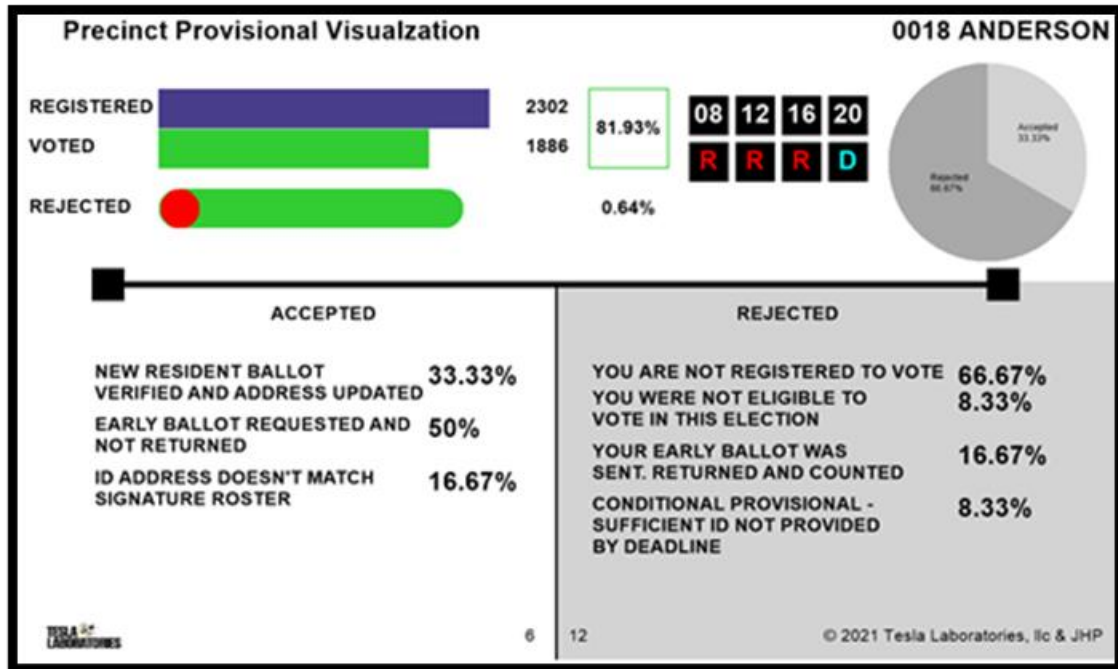 Precinct Provisional Visualzation
0018 ANDERSON
REGISTERED
2302
VOTED
1886
81.93%
08 12 16 20
R R R D
REJECTED
0.64%
Accepted
33.33%
Rejected
66.67%
ACCEPTED
NEW RESIDENT BALLOT
VERIFIED AND ADDRESS UPDATED
33.33%
EARLY BALLOT REQUESTED AND
NOT RETURNED
50%
ID ADDRESS DOESN'T MATCH
SIGNATURE ROSTER
16.67%
REJECTED
YOU ARE NOT REGISTERED TO VOTE
66.67%
YOU WERE NOT ELIGIBLE TO
VOTE IN THIS ELECTION
8.33%
YOUR EARLY BALLOT WAS
SENT. RETURNED AND COUNTED
16.67%
CONDITIONAL PROVISIONAL -
SUFFICIENT ID NOT PROVIDED
BY DEADLINE
8.33%
TESLA
LABORATORIES
6
12
© 2021 Tesla Laboratories, llc & JHP